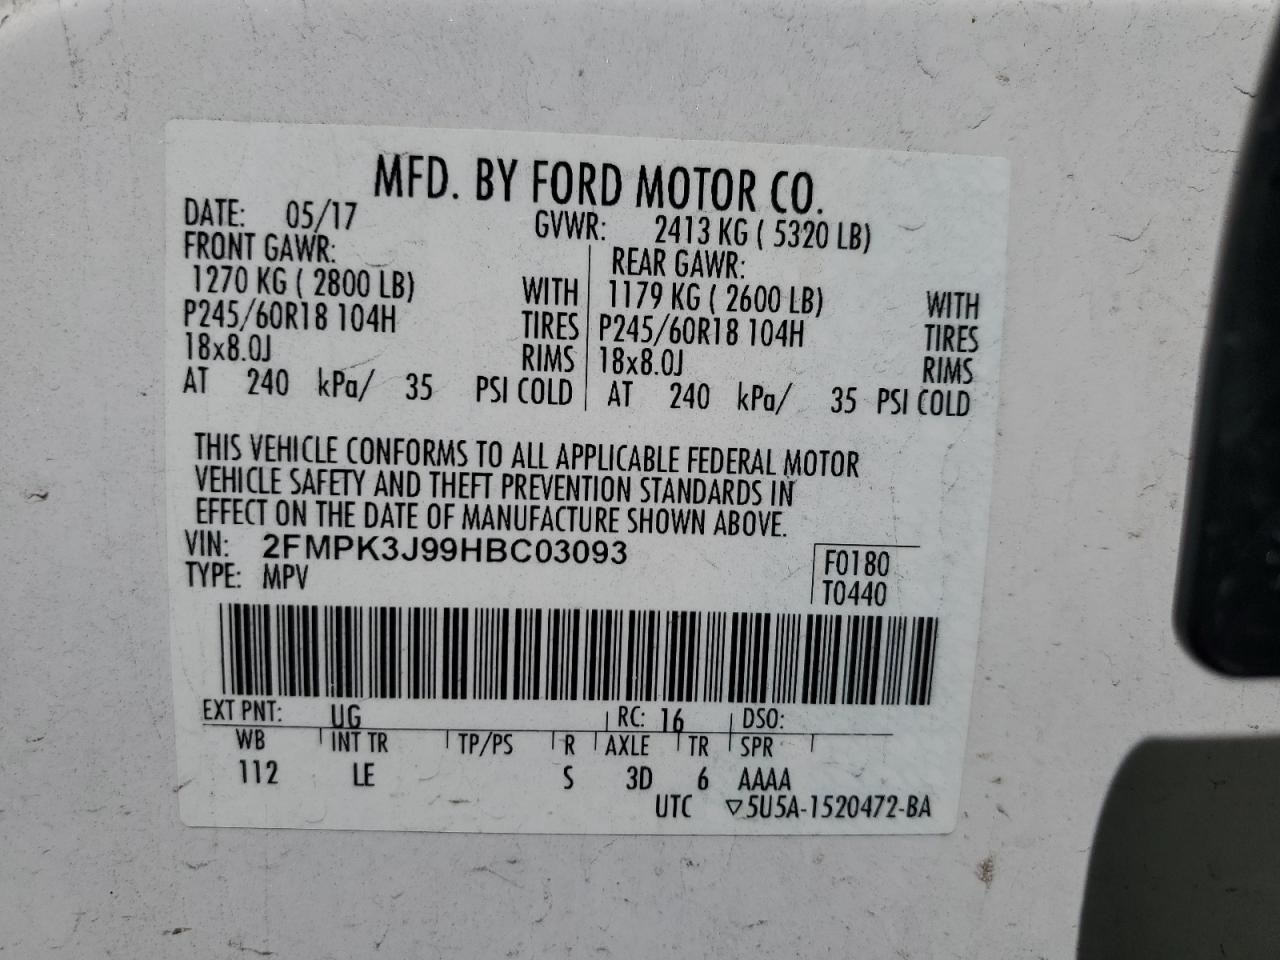 MFD. BY FORD MOTOR CO.
DATE: 05/17 GVWR: 2413 KG ( 5320 LB)
FRONT GAWR: REAR GAWR:
1270 KG ( 2800 LB) WITH 1179 KG ( 2600 LB) WITH
P245/60R18 104H TIRES P245/60R18 104H TIRES
18x8.0J RIMS 18x8.0J RIMS
AT 240 kPa/ 35 PSI COLD AT 240 kPa/ 35 PSI COLD
THIS VEHICLE CONFORMS TO ALL APPLICABLE FEDERAL MOTOR
VEHICLE SAFETY AND THEFT PREVENTION STANDARDS IN
EFFECT ON THE DATE OF MANUFACTURE SHOWN ABOVE.
VIN: 2FMPK3J99HBC03093 F0180
TYPE: MPV T0440
EXT PNT: UG RC: 16 DSO:
WB INT TR TP/PS R AXLE TR SPR
112 LE S 3D 6 AAAA
UTC ▽5U5A-1520472-BA